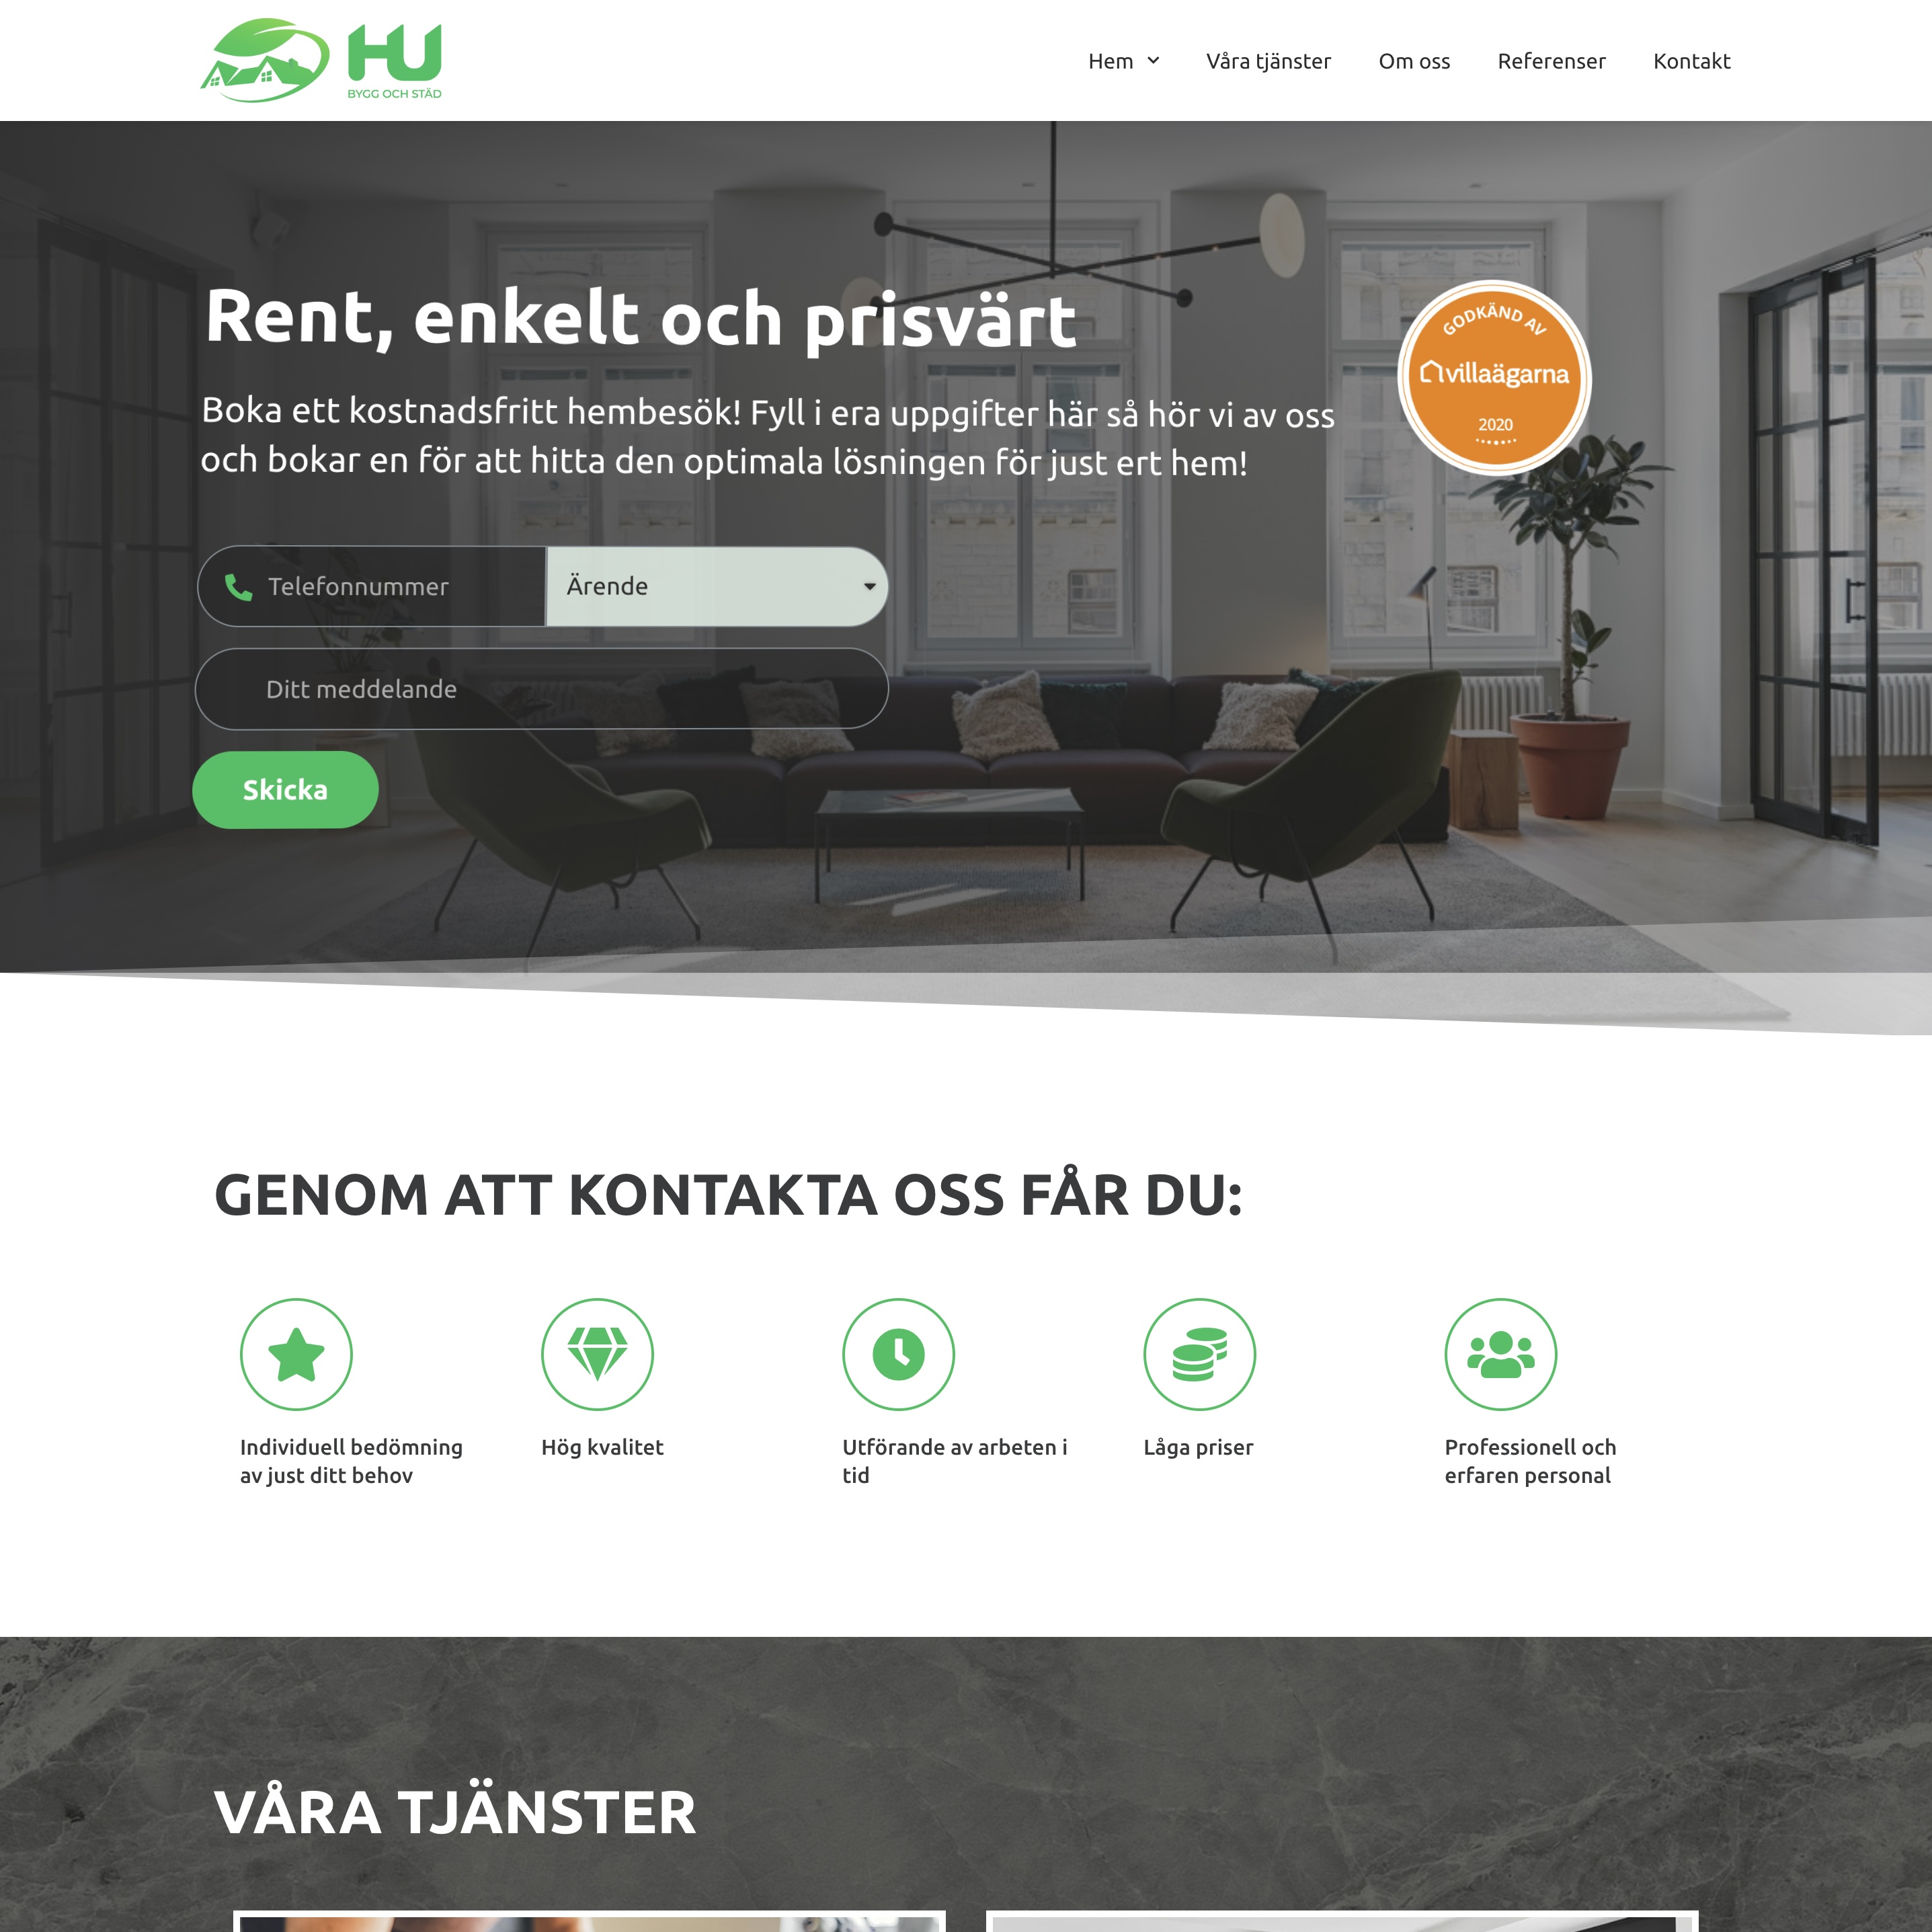 HU
BYGG OCH STÄD
Hem
Våra tjänster
Om oss
Referenser
Kontakt
Rent, enkelt och prisvärt
Boka ett kostnadsfritt hembesök! Fyll i era uppgifter här så hör vi av oss
och bokar en för att hitta den optimala lösningen för just ert hem!
GODKÄND AV
villaägarna
2020
Telefonnummer
Ärende
Ditt meddelande
Skicka
GENOM ATT KONTAKTA OSS FÅR DU:
Individuell bedömning
av just ditt behov
Hög kvalitet
Utförande av arbeten i
tid
Låga priser
Professionell och
erfaren personal
VÅRA TJÄNSTER